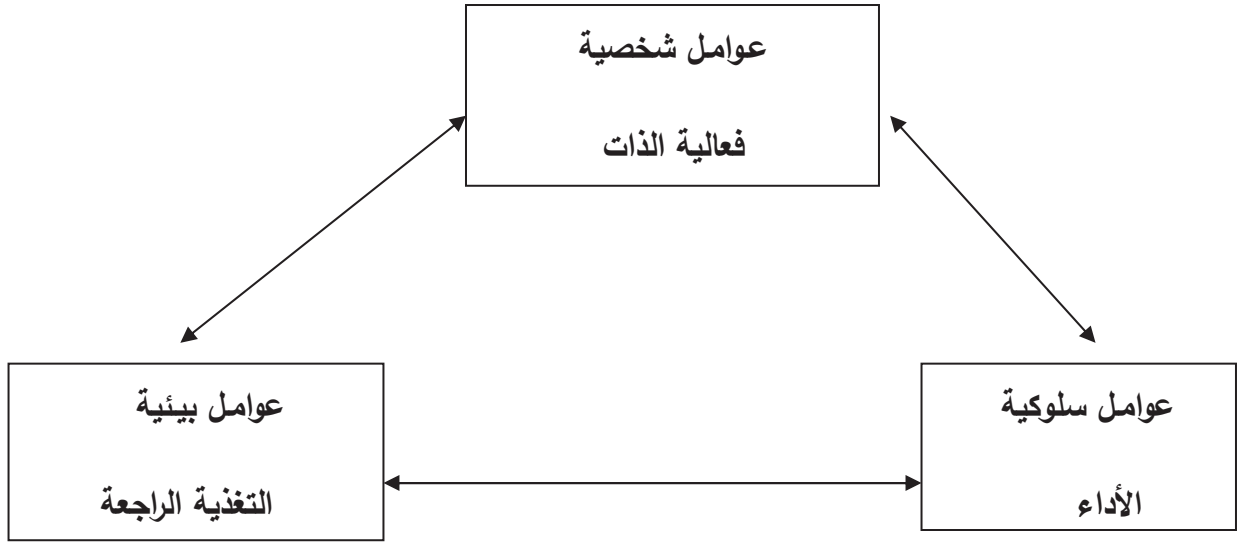 عوامل شخصية
فعالية الذات
عوامل سلوكية
الأداء
عوامل بيئية
التغذية الراجعة